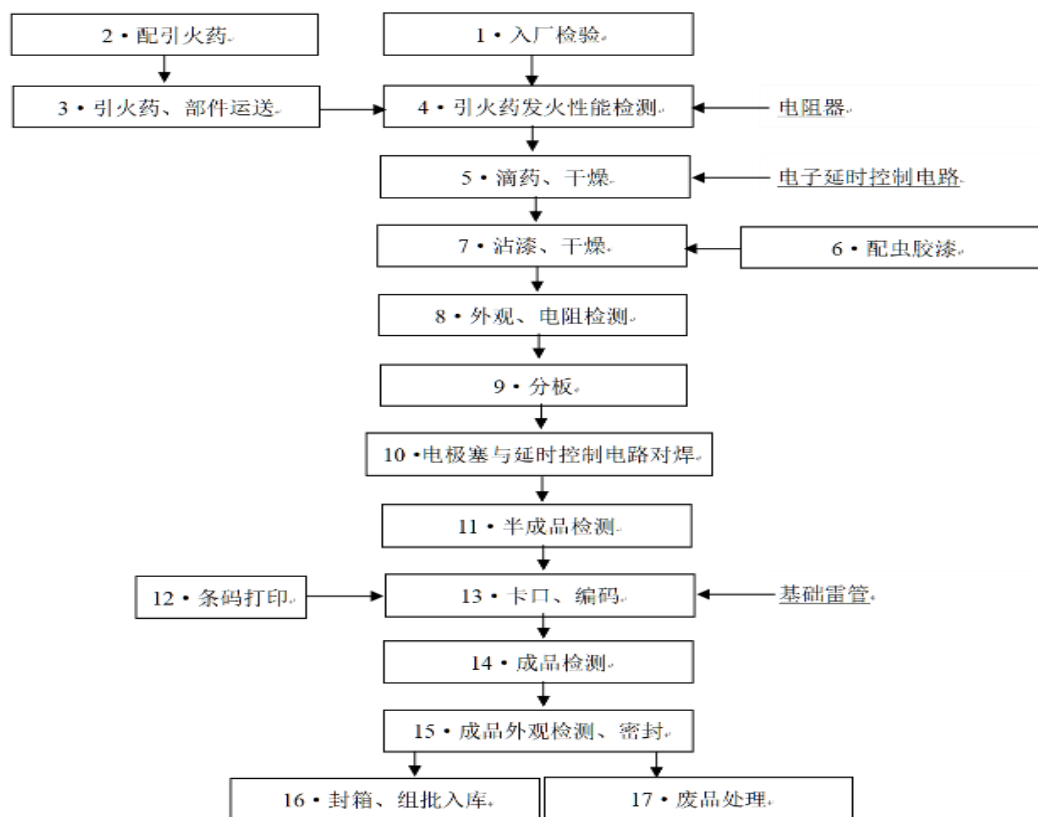 2·配引火药
1·入厂检验
3·引火药、部件运送
4·引火药发火性能检测
电阻器
5·滴药、干燥
电子延时控制电路
7·沾漆、干燥
6·配虫胶漆
8·外观、电阻检测
9·分板
10·电极塞与延时控制电路对焊
11·半成品检测
12·条码打印
13·卡口、编码
基础雷管
14·成品检测
15·成品外观检测、密封
16·封箱、组批入库
17·废品处理